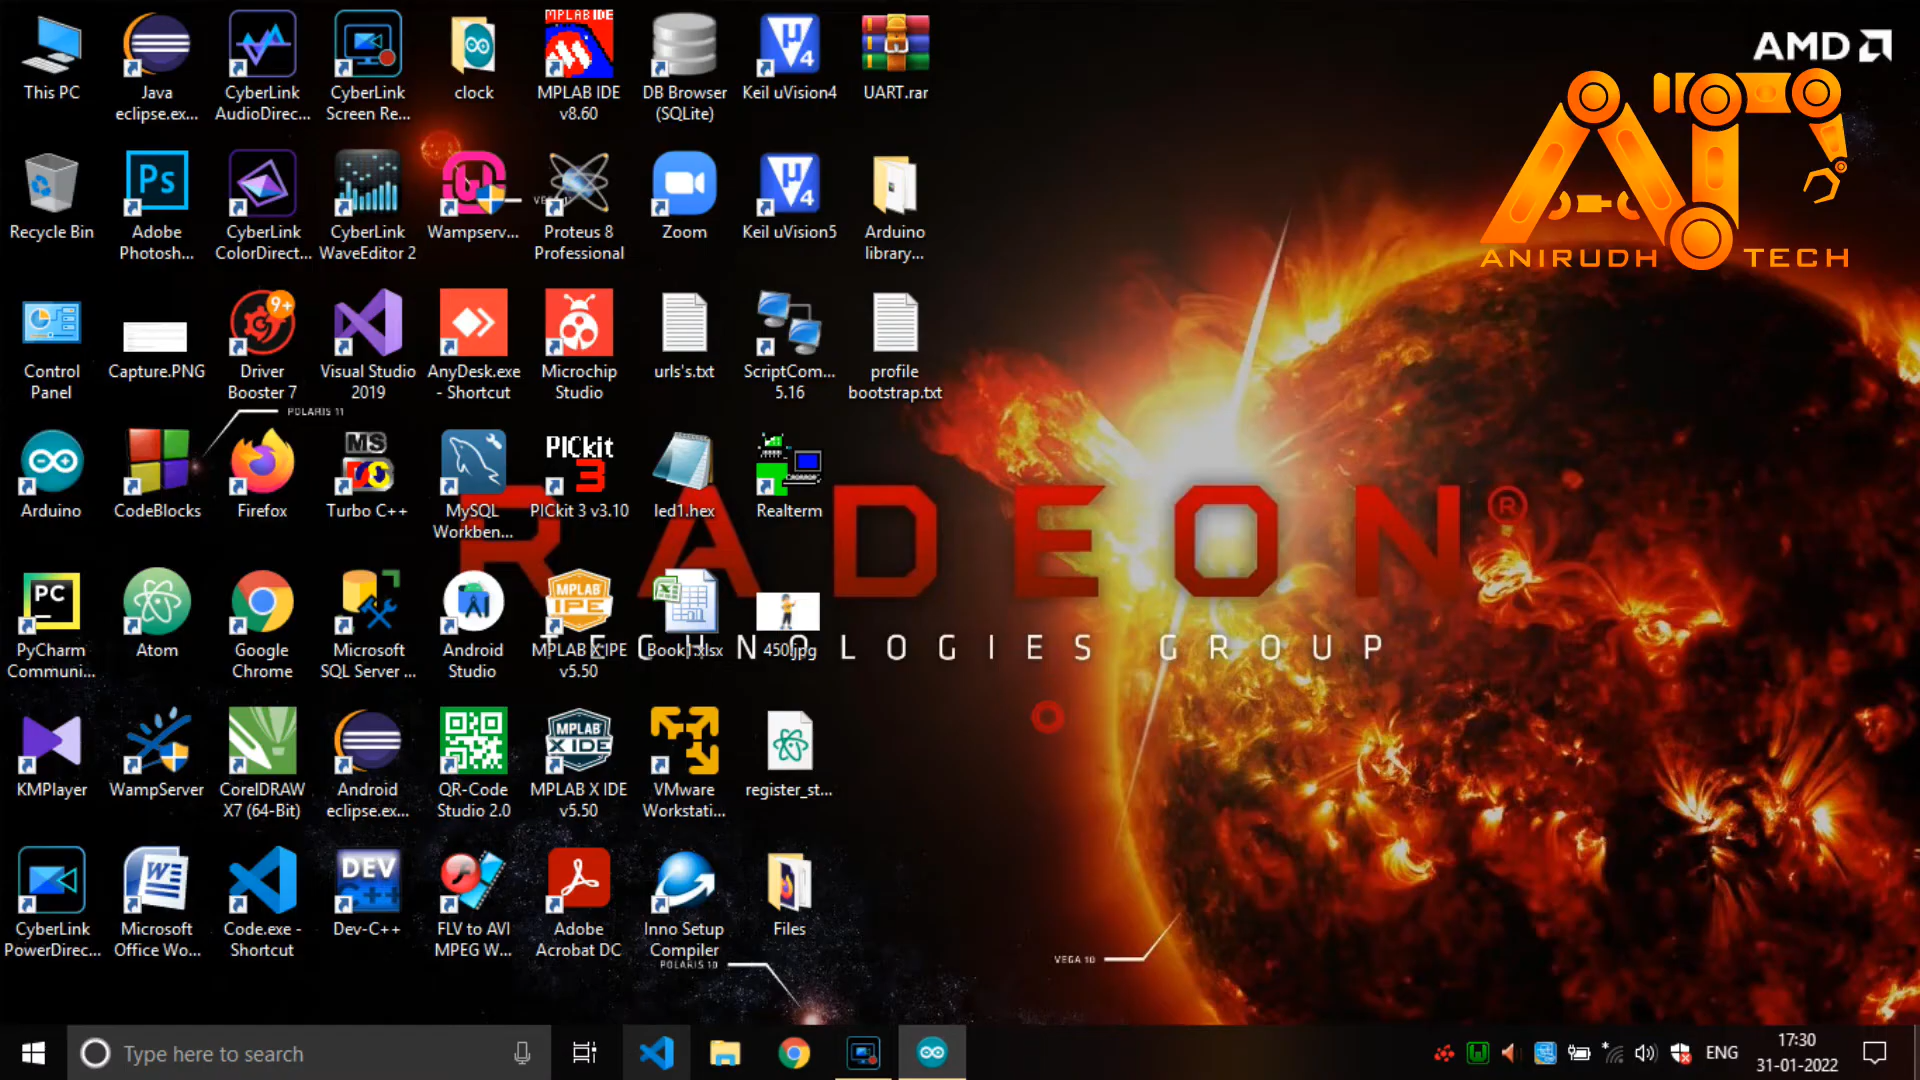 This PC
Java
eclipse.ex...
CyberLink
AudioDirec...
CyberLink
Screen Re...
clock
MPLAB IDE
MPLAB IDE
v8.60
DB Browser
(SQLite)
µ
4
Keil uVision4
UART.rar
AMD
ANIRUDH TECH
Recycle Bin
Ps
Adobe
Photosh...
CyberLink
ColorDirect...
CyberLink
WaveEditor 2
Wampserv...
Proteus 8
Professional
Zoom
µ
4
Keil uVision5
Arduino
library...
Control
Panel
Capture.PNG
9+
Driver
Booster 7
Visual Studio
2019
AnyDesk.exe
- Shortcut
Microchip
Studio
urls's.txt
ScriptCom...
5.16
profile
bootstrap.txt
POLARIS 11
Arduino
CodeBlocks
Firefox
MS
Turbo C++
MySQL
Workben...
PICkit
3
PICkit 3 v3.10
led1.hex
Realterm
RADEON®
TECHNOLOGIES GROUP
PC
PyCharm
Communi...
Atom
Google
Chrome
Microsoft
SQL Server ...
Android
Studio
MPLAB
IPE
MPLAB X IPE
v5.50
Book1.xlsx
450.jpg
KMPlayer
WampServer
CorelDRAW
X7 (64-Bit)
Android
eclipse.ex...
QR-Code
Studio 2.0
MPLAB
X IDE
MPLAB X IDE
v5.50
VMware
Workstati...
register_st...
CyberLink
PowerDirec...
W
Microsoft
Office Wo...
Code.exe -
Shortcut
DEV
C++
Dev-C++
FLV to AVI
MPEG W...
Adobe
Acrobat DC
Inno Setup
Compiler
Files
POLARIS 10
VEGA 10
Type here to search
ENG
17:30
31-01-2022